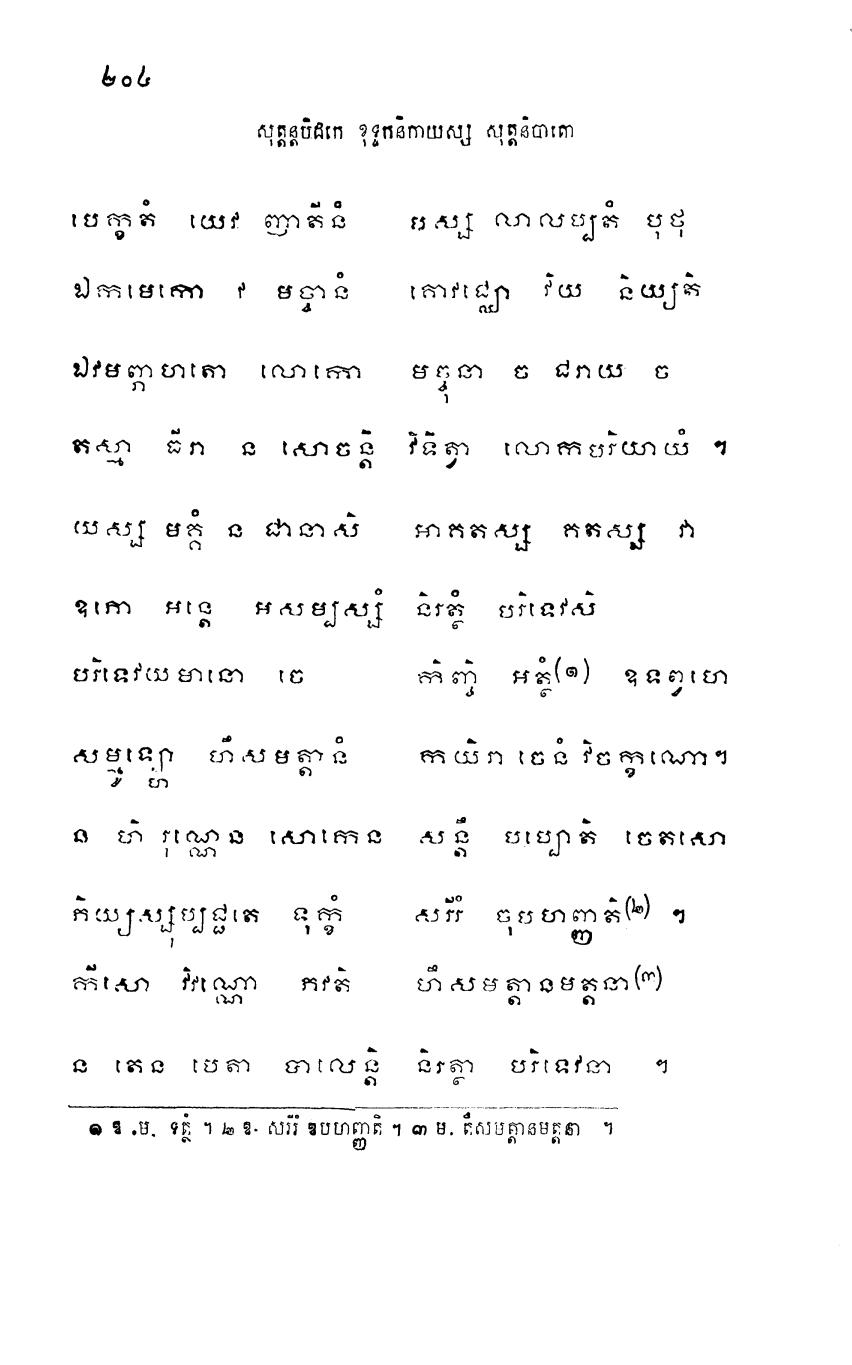 ២០៤
សុត្តន្តបិដកេ ខុទ្ទកនិកាយស្ស សុត្តនិបាតោ
បេក្ខតំ យេវ ញាតីនំ បស្ស លាលប្បតំ បុថុ
ឯកមេកោ វ មច្ចានំ គោវជ្ឈោ វិយ និយ្យតិ
ឯវមព្ភាហតោ លោកោ មច្ចុនា ច ជរាយ ច
តស្មា ធីរា ន សោចន្តិ វិទិត្វា លោកបរិយាយំ ។
យស្ស មគ្គំ ន ជានាសិ អាគតស្ស គតស្ស វា
ឧភោ អន្តេ អសម្បស្សំ និរត្ថំ បរិទេវសិ
បរិទេវយមានោ ចេ កិញ្ចិ អត្ថំ(១) ឧទព្វហេ
សម្មូឡ្ហោ ហឹសមត្តានំ កយិរា ចេនំ វិចក្ខណោ។
ន ហិ រុណ្ណេន សោកេន សន្តឹ បប្បោតិ ចេតសោ
ភិយ្យស្សុប្បជ្ជតេ ទុក្ខំ សរីរំ ចុបហញ្ញតិ(២) ។
កីសោ វិវណ្ណោ ភវតិ ហឹសមត្តានមត្តនា(៣)
ន តេន បេតា បាលេន្តិ និរត្ថា បរិទេវនា ។
១ ឱ .ម. ទត្ថំ ។ ២ ឱ. សរីរំ ឧបហញ្ញតិ ។ ៣ ម. តឹសបត្តានមត្តនា ។